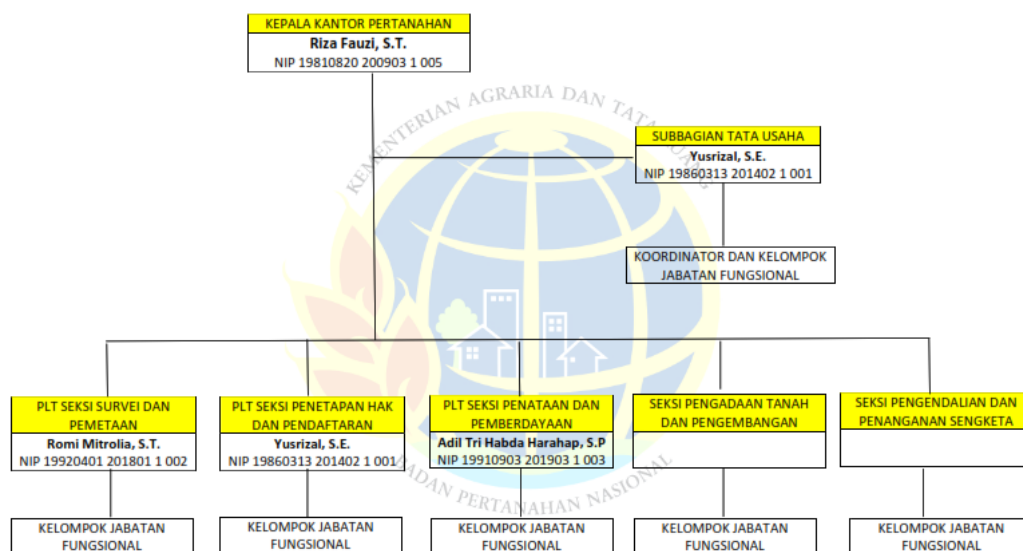 KEPALA KANTOR PERTANAHAN
Riza Fauzi, S.T.
NIP 19810820 200903 1 005
KEMENTERIAN AGRARIA DAN TATA RUANG
SUBBAGIAN TATA USAHA
Yusrizal, S.E.
NIP 19860313 201402 1 001
KOORDINATOR DAN KELOMPOK
JABATAN FUNGSIONAL
PLT SEKSI SURVEI DAN
PEMETAAN
Romi Mitrolia, S.T.
NIP 19920401 201801 1 002
PLT SEKSI PENETAPAN HAK
DAN PENDAFTARAN
Yusrizal, S.E.
NIP 19860313 201402 1 001
PLT SEKSI PENATAAN DAN
PEMBERDAYAAN
Adil Tri Habda Harahap, S.P
NIP 19910903 201903 1 003
SEKSI PENGADAAN TANAH
DAN PENGEMBANGAN
SEKSI PENGENDALIAN DAN
PENANGANAN SENGKETA
BADAN PERTANAHAN NASIONAL
KELOMPOK JABATAN
FUNGSIONAL
KELOMPOK JABATAN
FUNGSIONAL
KELOMPOK JABATAN
FUNGSIONAL
KELOMPOK JABATAN
FUNGSIONAL
KELOMPOK JABATAN
FUNGSIONAL